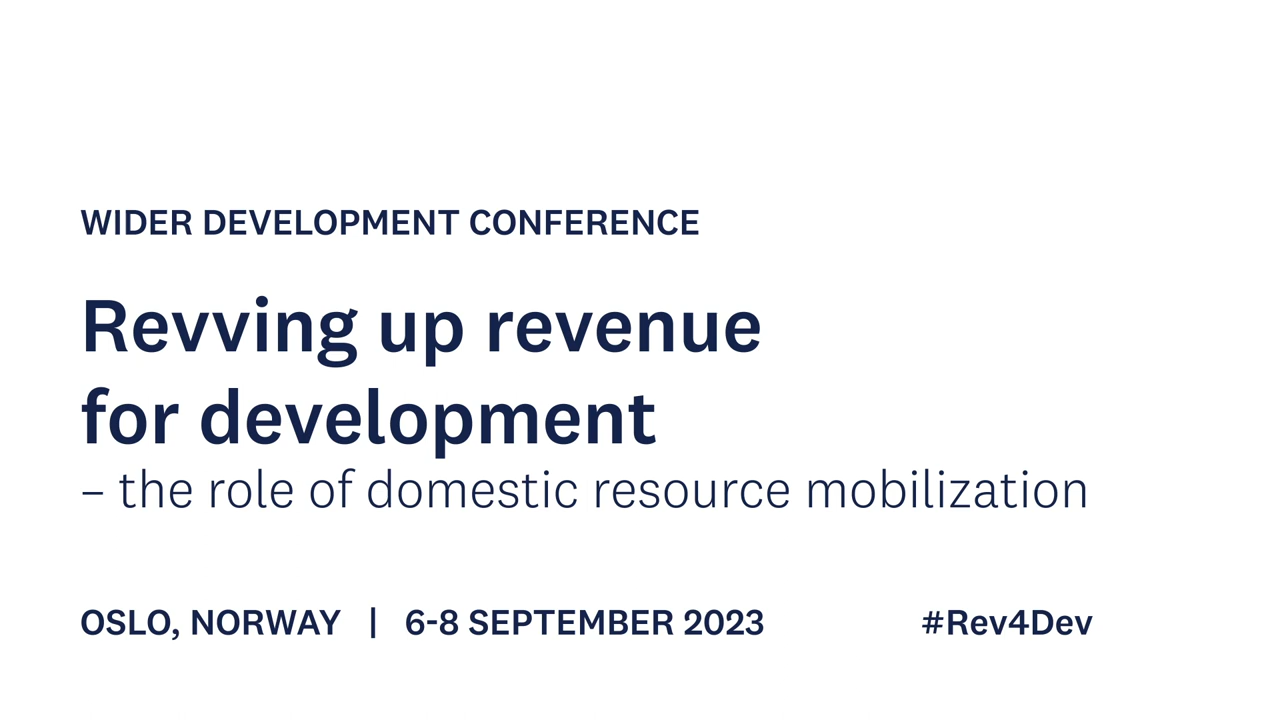 WIDER DEVELOPMENT CONFERENCE
Revving up revenue
for development
– the role of domestic resource mobilization
OSLO, NORWAY | 6-8 SEPTEMBER 2023 #Rev4Dev